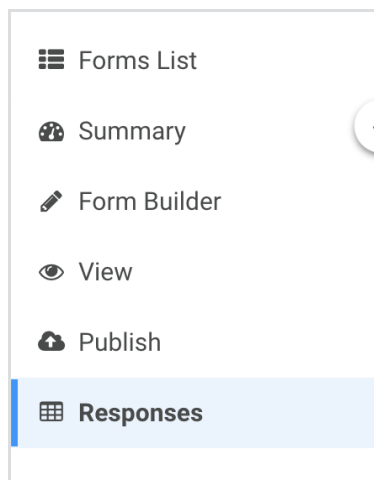 Forms List
Summary
Form Builder
View
Publish
Responses